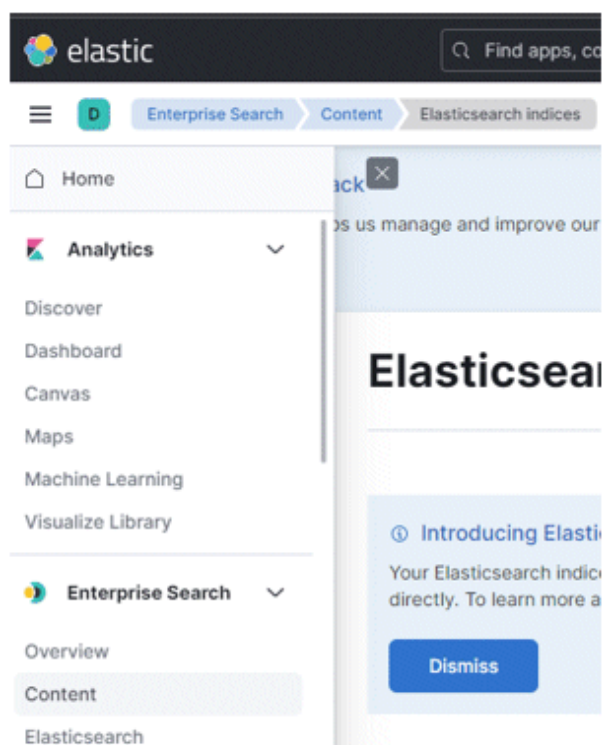 elastic
Find apps, co
D
Enterprise Search
Content
Elasticsearch indices
Home
ack
Analytics
os us manage and improve our
Discover
Dashboard
Canvas
Maps
Machine Learning
Visualize Library
Elasticsear
Introducing Elasti
Your Elasticsearch indice
directly. To learn more a
Dismiss
Enterprise Search
Overview
Content
Elasticsearch